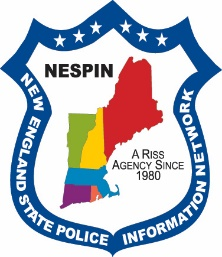 NESPIN
A RISS
AGENCY SINCE
1980
NEW ENGLAND STATE POLICE
INFORMATION NETWORK